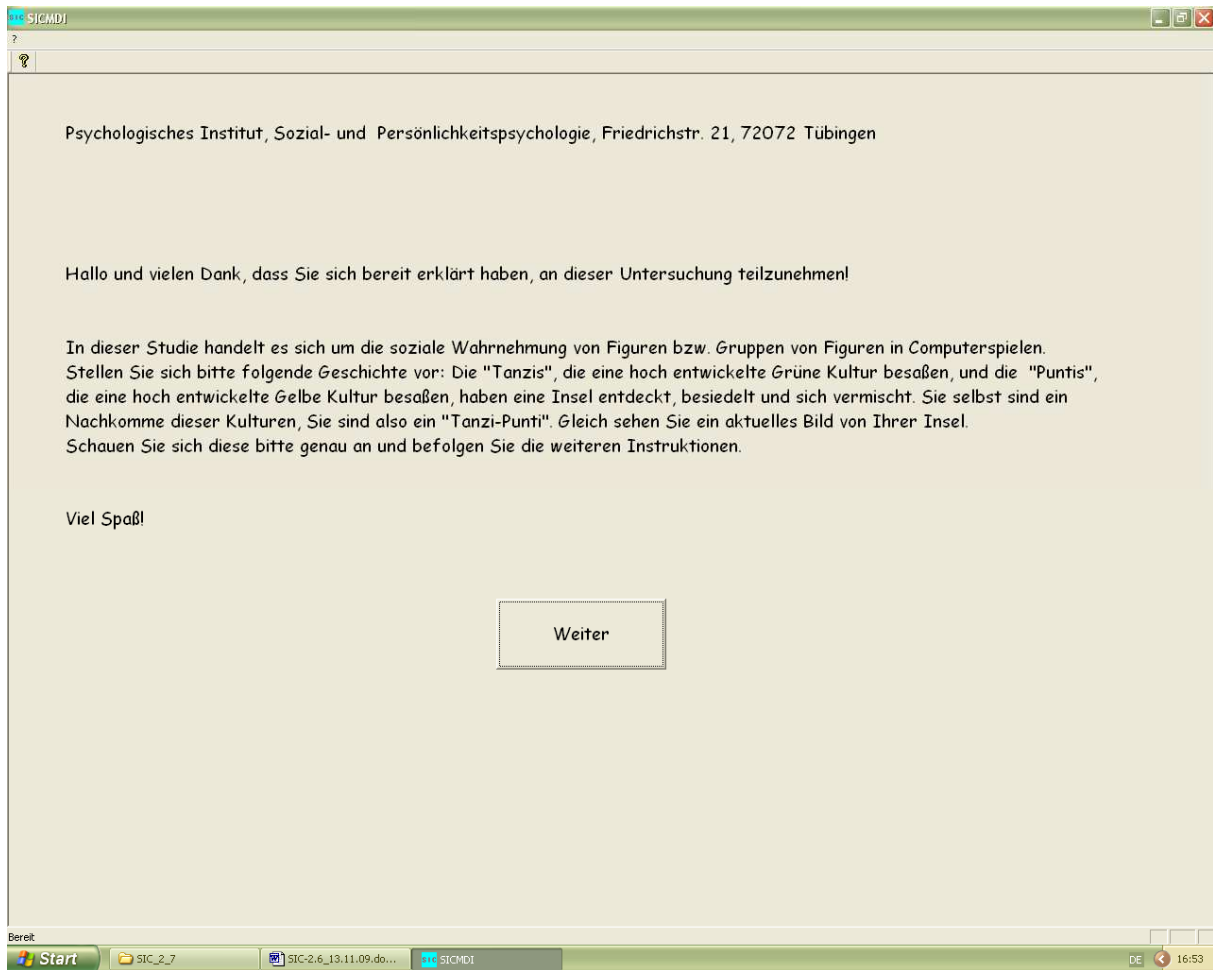 SIC SICMDI
?
Psychologisches Institut, Sozial- und Persönlichkeitspsychologie, Friedrichstr. 21, 72072 Tübingen
Hallo und vielen Dank, dass Sie sich bereit erklärt haben, an dieser Untersuchung teilzunehmen!
In dieser Studie handelt es sich um die soziale Wahrnehmung von Figuren bzw. Gruppen von Figuren in Computerspielen.
Stellen Sie sich bitte folgende Geschichte vor: Die "Tanzis", die eine hoch entwickelte Grüne Kultur besaßen, und die "Puntis",
die eine hoch entwickelte Gelbe Kultur besaßen, haben eine Insel entdeckt, besiedelt und sich vermischt. Sie selbst sind ein
Nachkomme dieser Kulturen, Sie sind also ein "Tanzi-Punti". Gleich sehen Sie ein aktuelles Bild von Ihrer Insel.
Schauen Sie sich diese bitte genau an und befolgen Sie die weiteren Instruktionen.
Viel Spaß!
Weiter
Bereit
Start SIC_2_7 SIC-2.6_13.11.09.do... SIC SICMDI DE 16:53